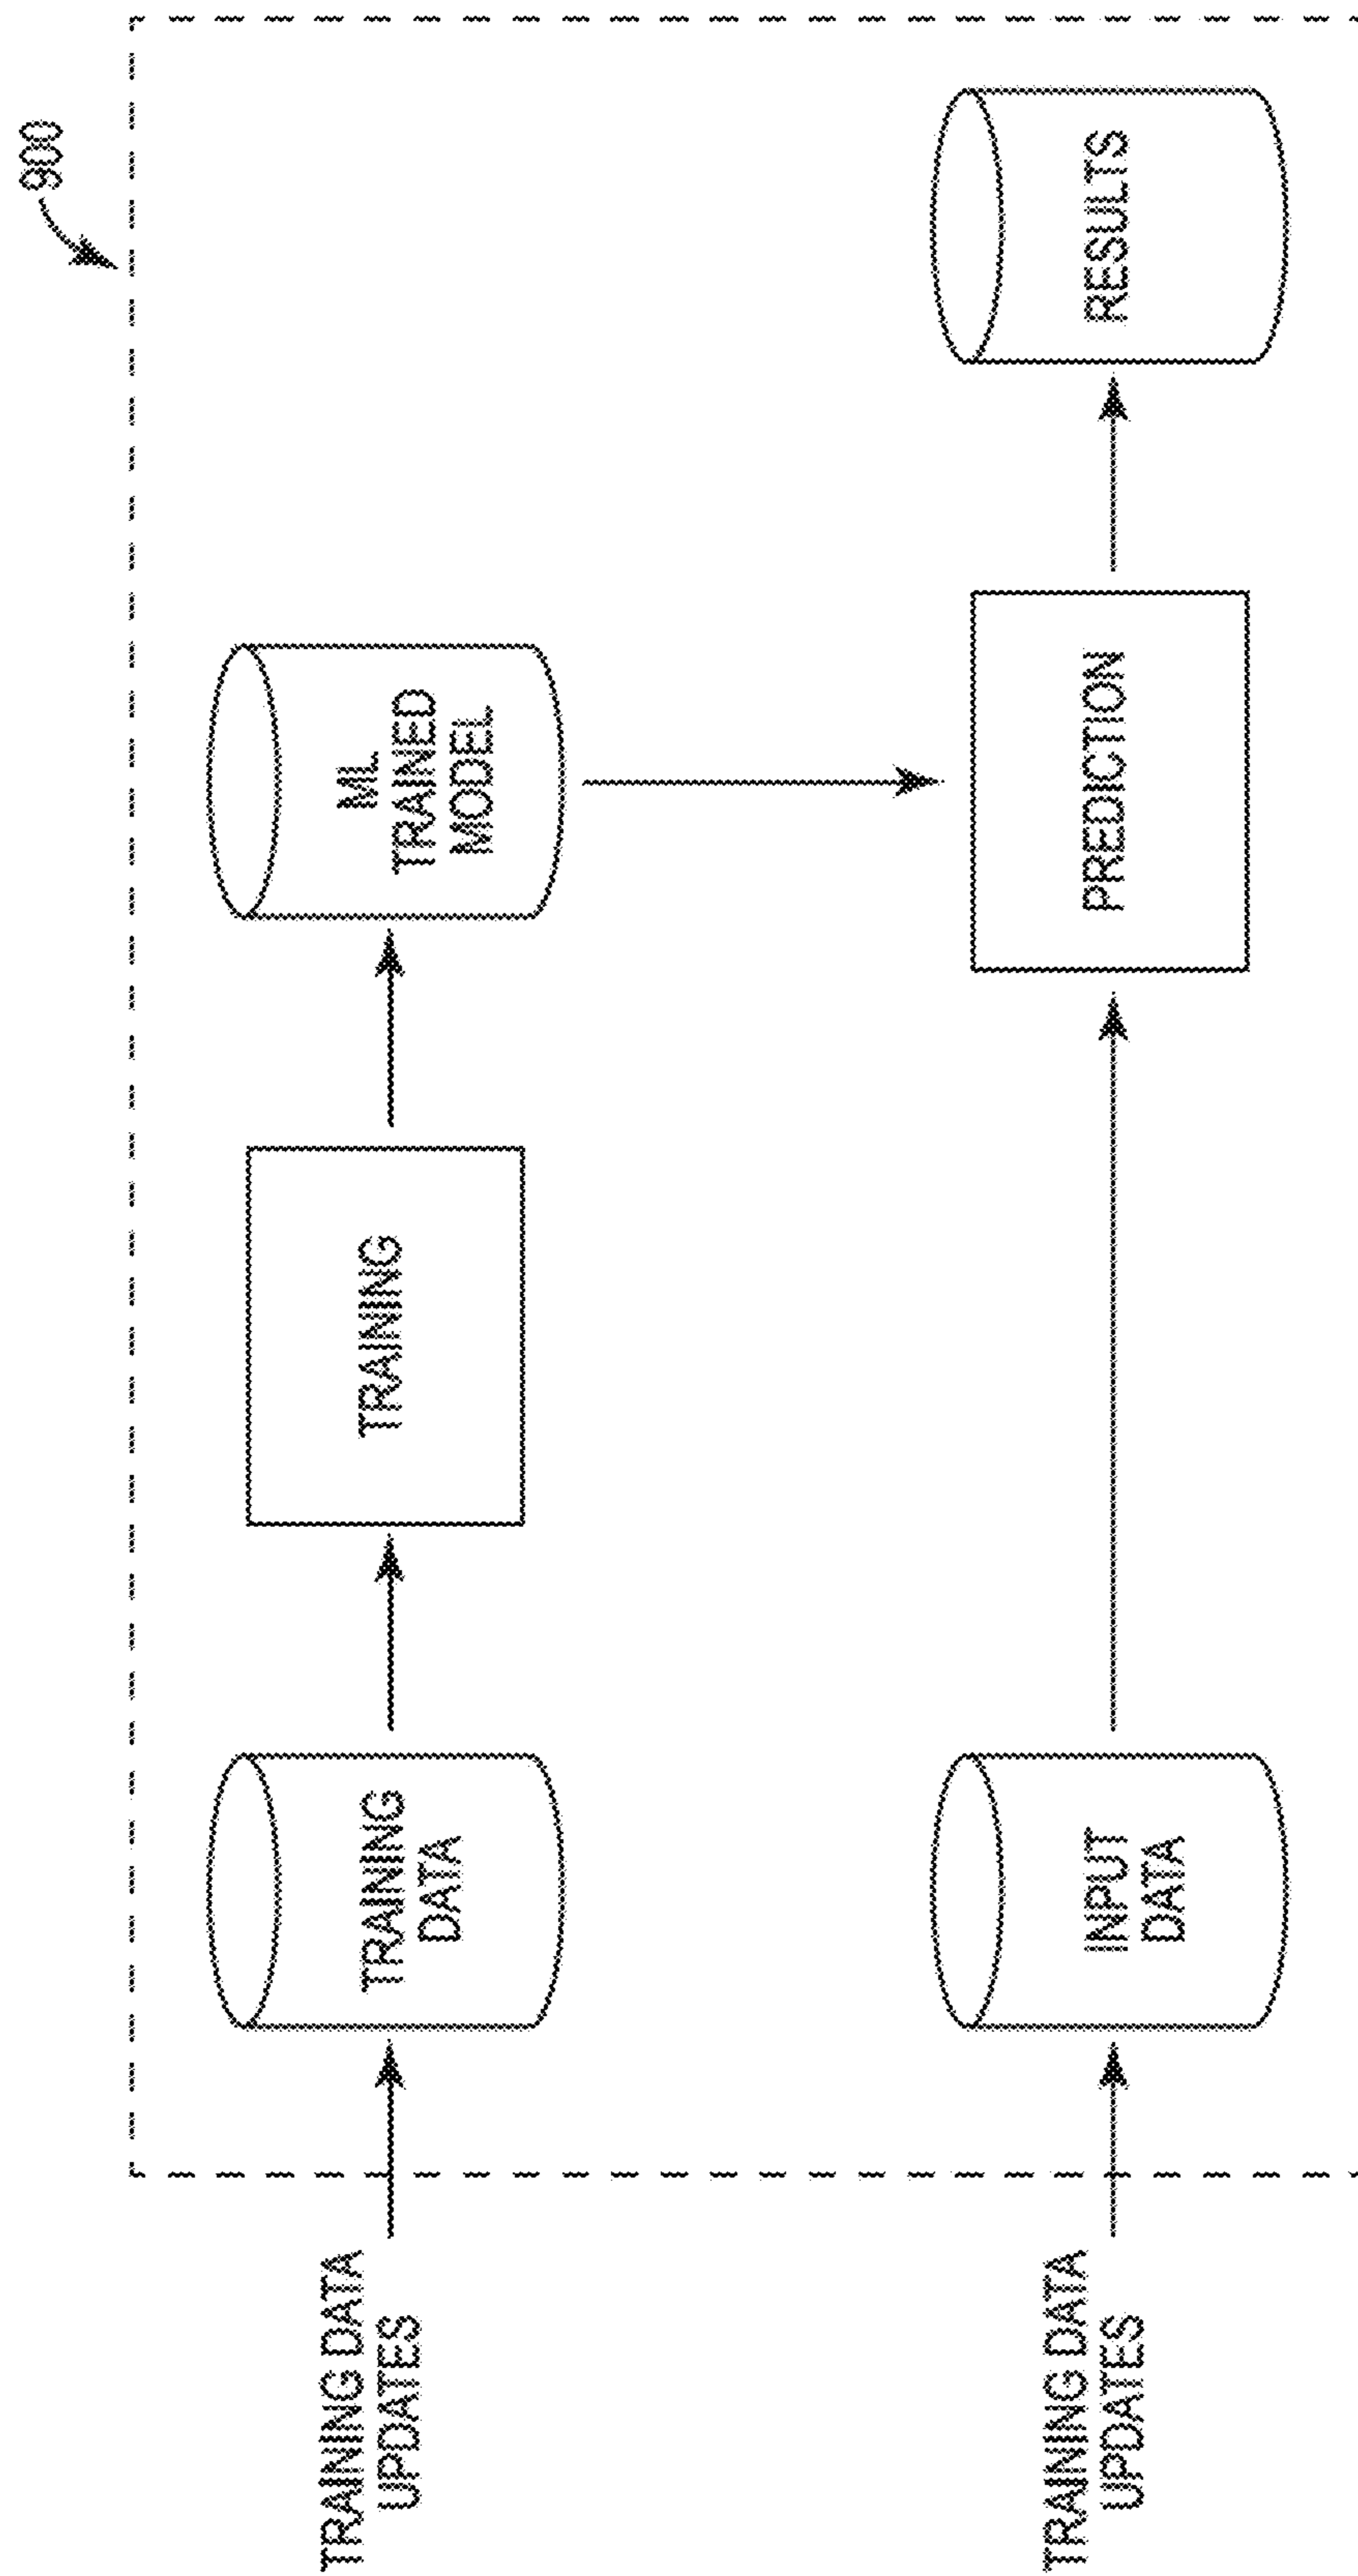 900
TRAINING DATA
UPDATES
TRAINING
DATA
TRAINING
ML
TRAINED
MODEL
TRAINING DATA
UPDATES
INPUT
DATA
PREDICTION
RESULTS